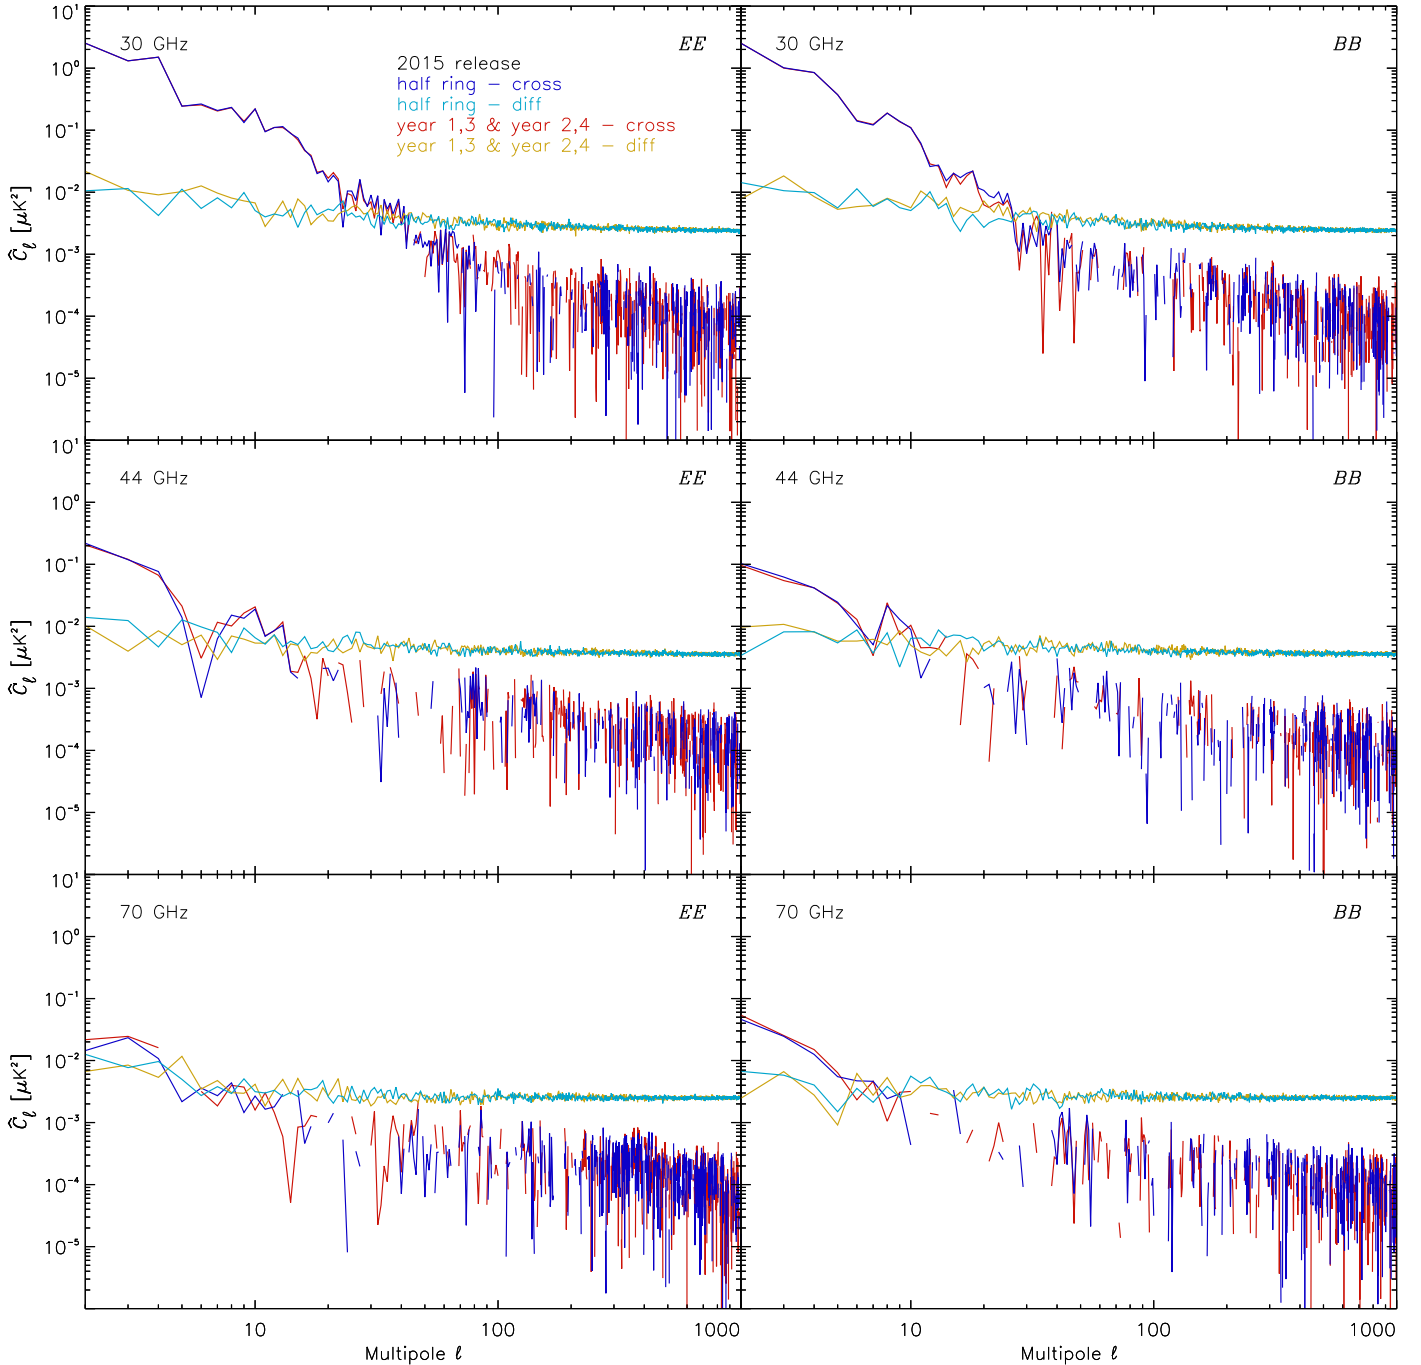 30 GHz
EE
2015 release
half ring – cross
half ring – diff
year 1,3 & year 2,4 – cross
year 1,3 & year 2,4 – diff
30 GHz
BB
10¹
10⁰
10⁻¹
10⁻²
10⁻³
10⁻⁴
10⁻⁵
Ĉℓ [μK²]
44 GHz
EE
44 GHz
BB
10¹
10⁰
10⁻¹
10⁻²
10⁻³
10⁻⁴
10⁻⁵
Ĉℓ [μK²]
70 GHz
EE
70 GHz
BB
10¹
10⁰
10⁻¹
10⁻²
10⁻³
10⁻⁴
10⁻⁵
Ĉℓ [μK²]
10 100 1000
10 100 1000
Multipole ℓ
Multipole ℓ